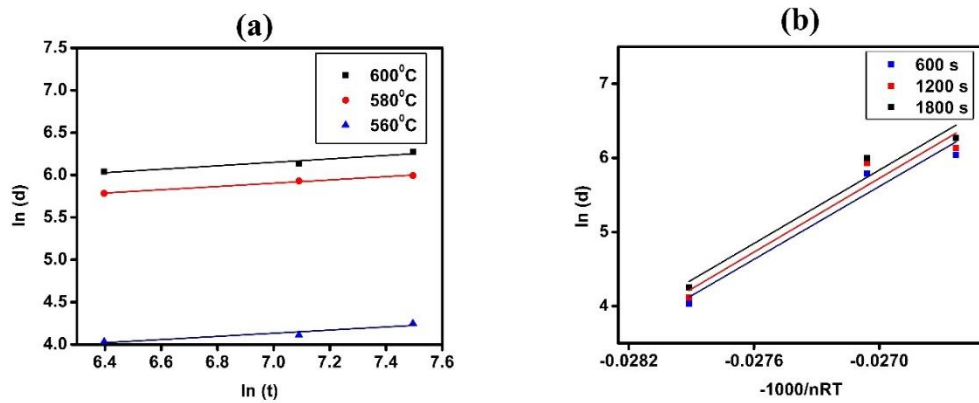 (a)
7.5
7.0
6.5
6.0
5.5
5.0
4.5
4.0
6.4 6.6 6.8 7.0 7.2 7.4 7.6
ln (d)
ln (t)
600⁰C
580⁰C
560⁰C
(b)
7
6
5
4
-0.0282 -0.0276 -0.0270
ln (d)
-1000/nRT
600 s
1200 s
1800 s